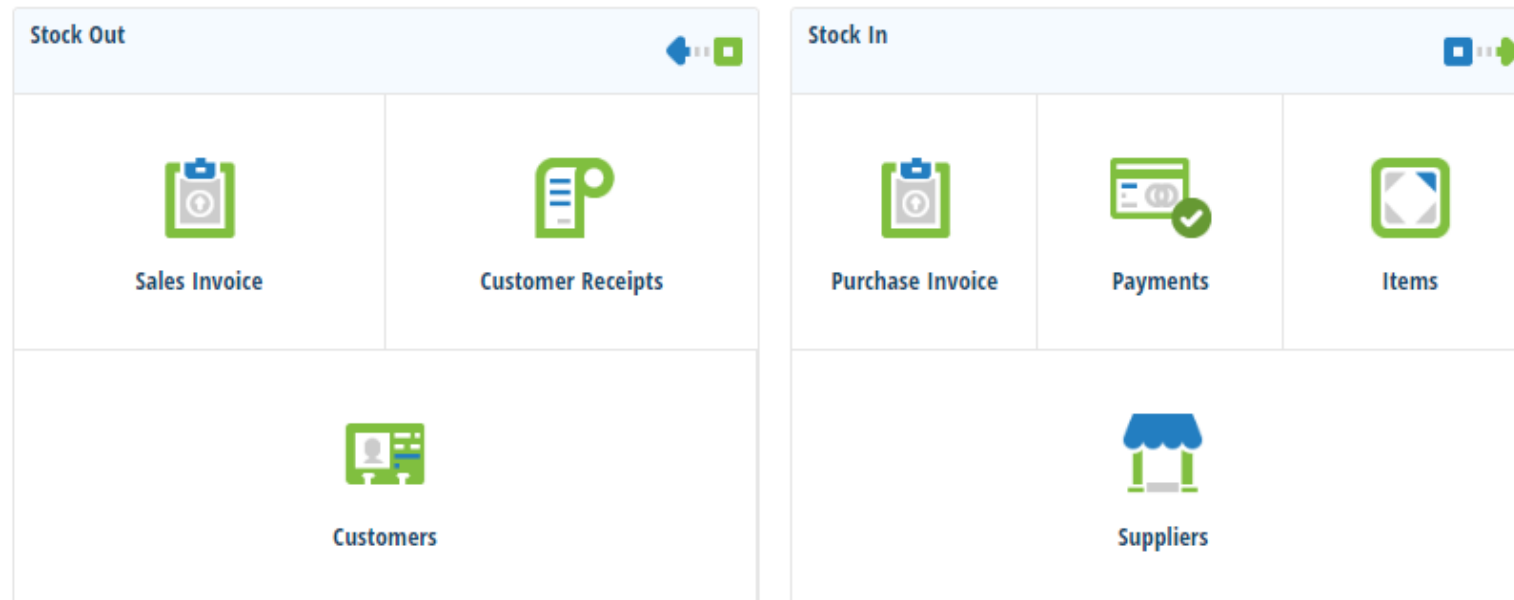 Stock Out
Sales Invoice
Customer Receipts
Customers
Stock In
Purchase Invoice
Payments
Items
Suppliers